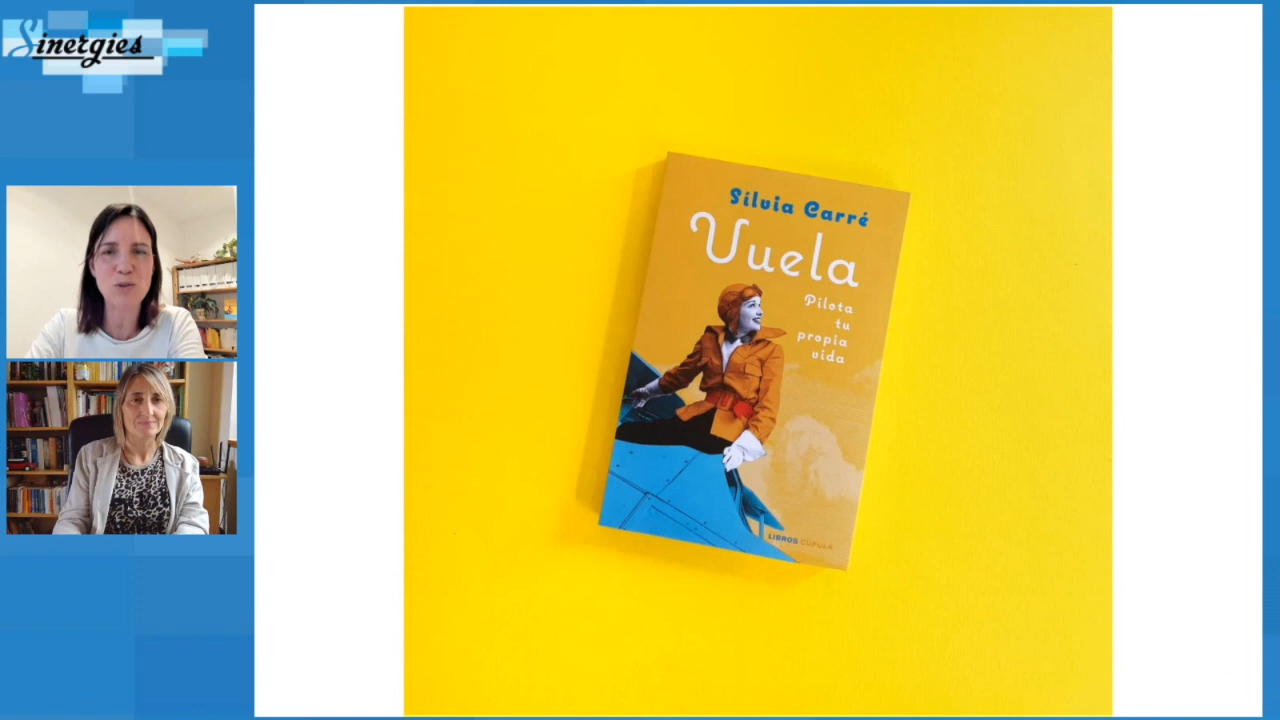 Sinergies
Sílvia Carré
Vuela
Pilota
tu
propia
vida
LIBROS CÚPULA